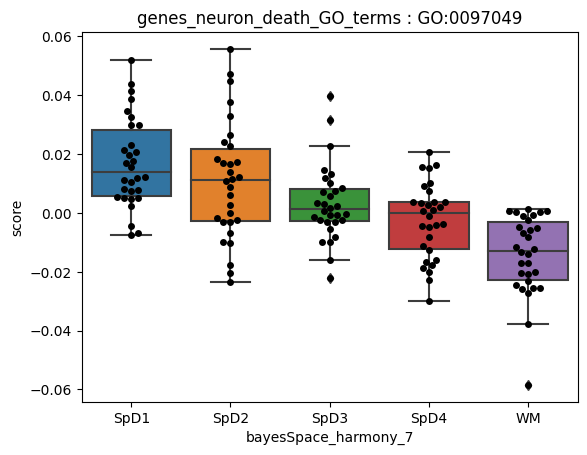 genes_neuron_death_GO_terms : GO:0097049
0.06
0.04
0.02
0.00
−0.02
−0.04
−0.06
score
SpD1 SpD2 SpD3 SpD4 WM
bayesSpace_harmony_7